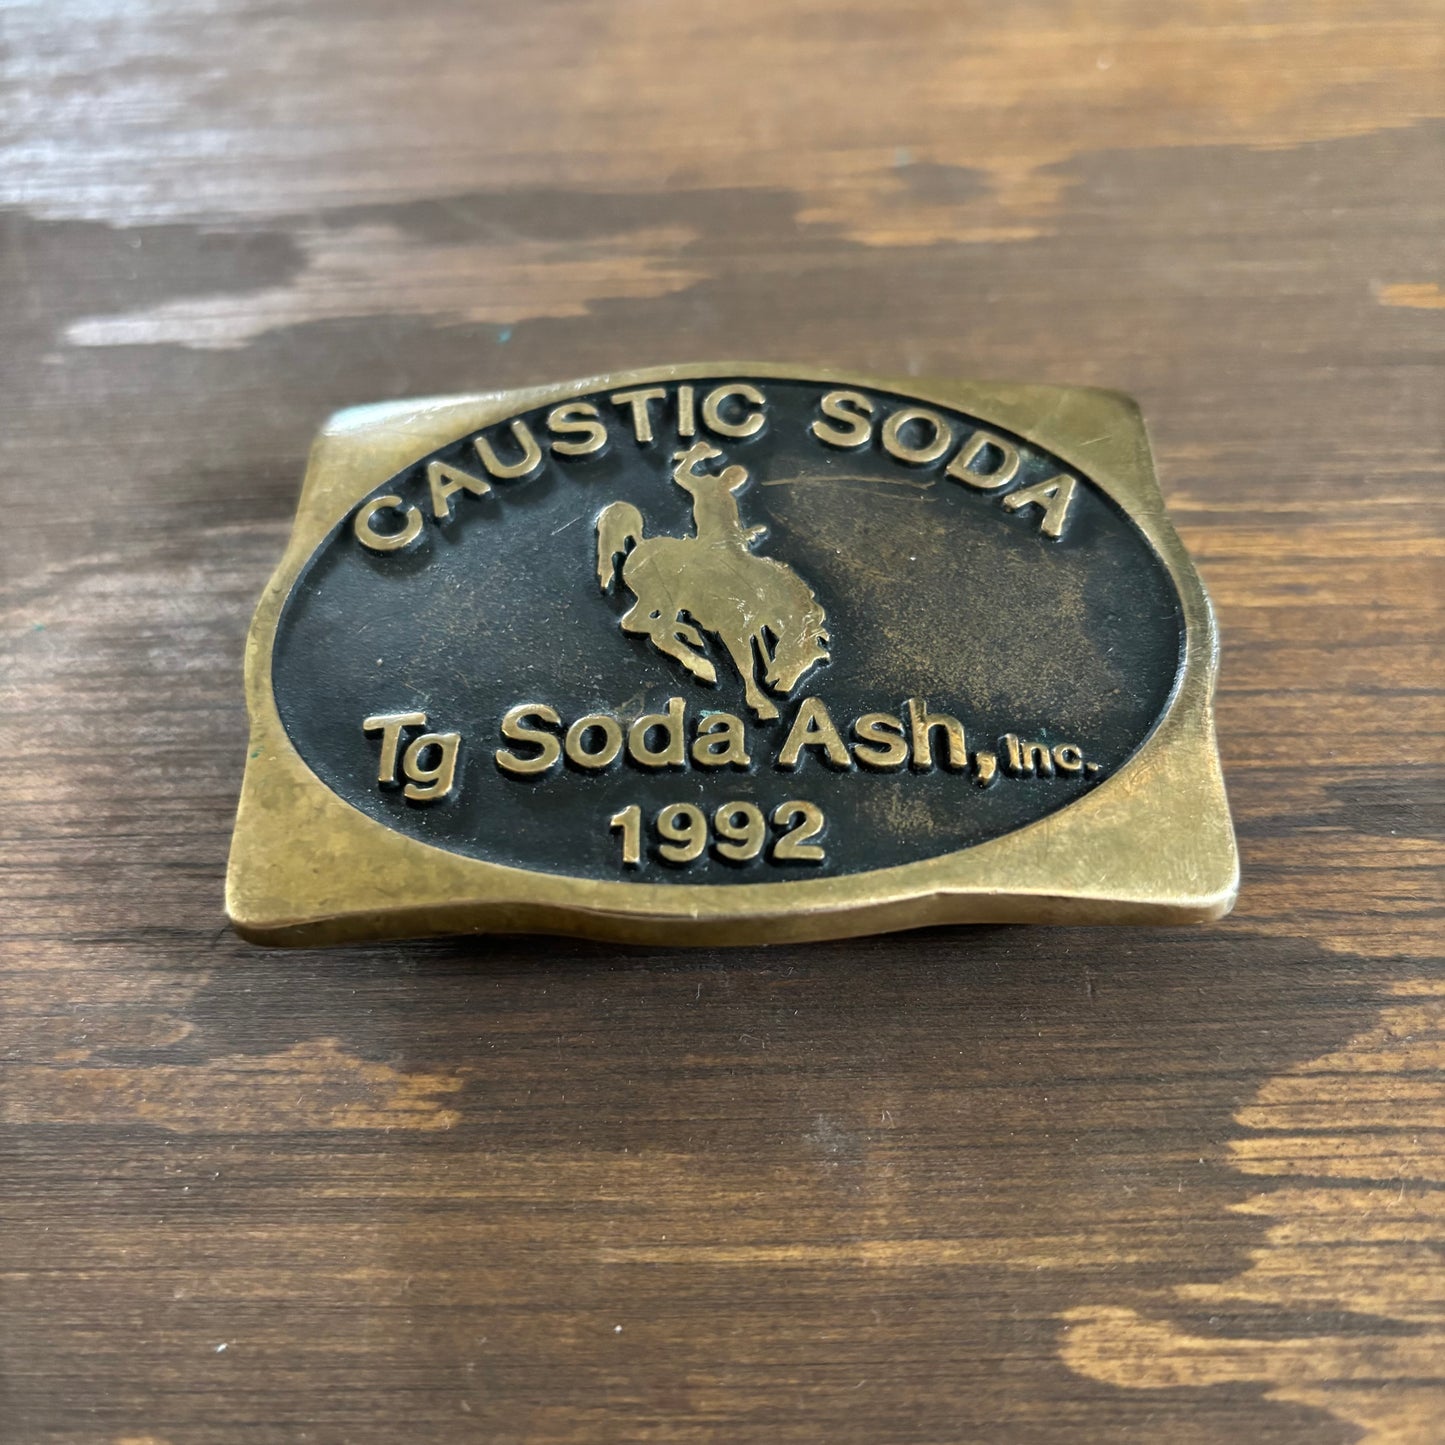 CAUSTIC SODA
Tg Soda Ash, Inc.
1992